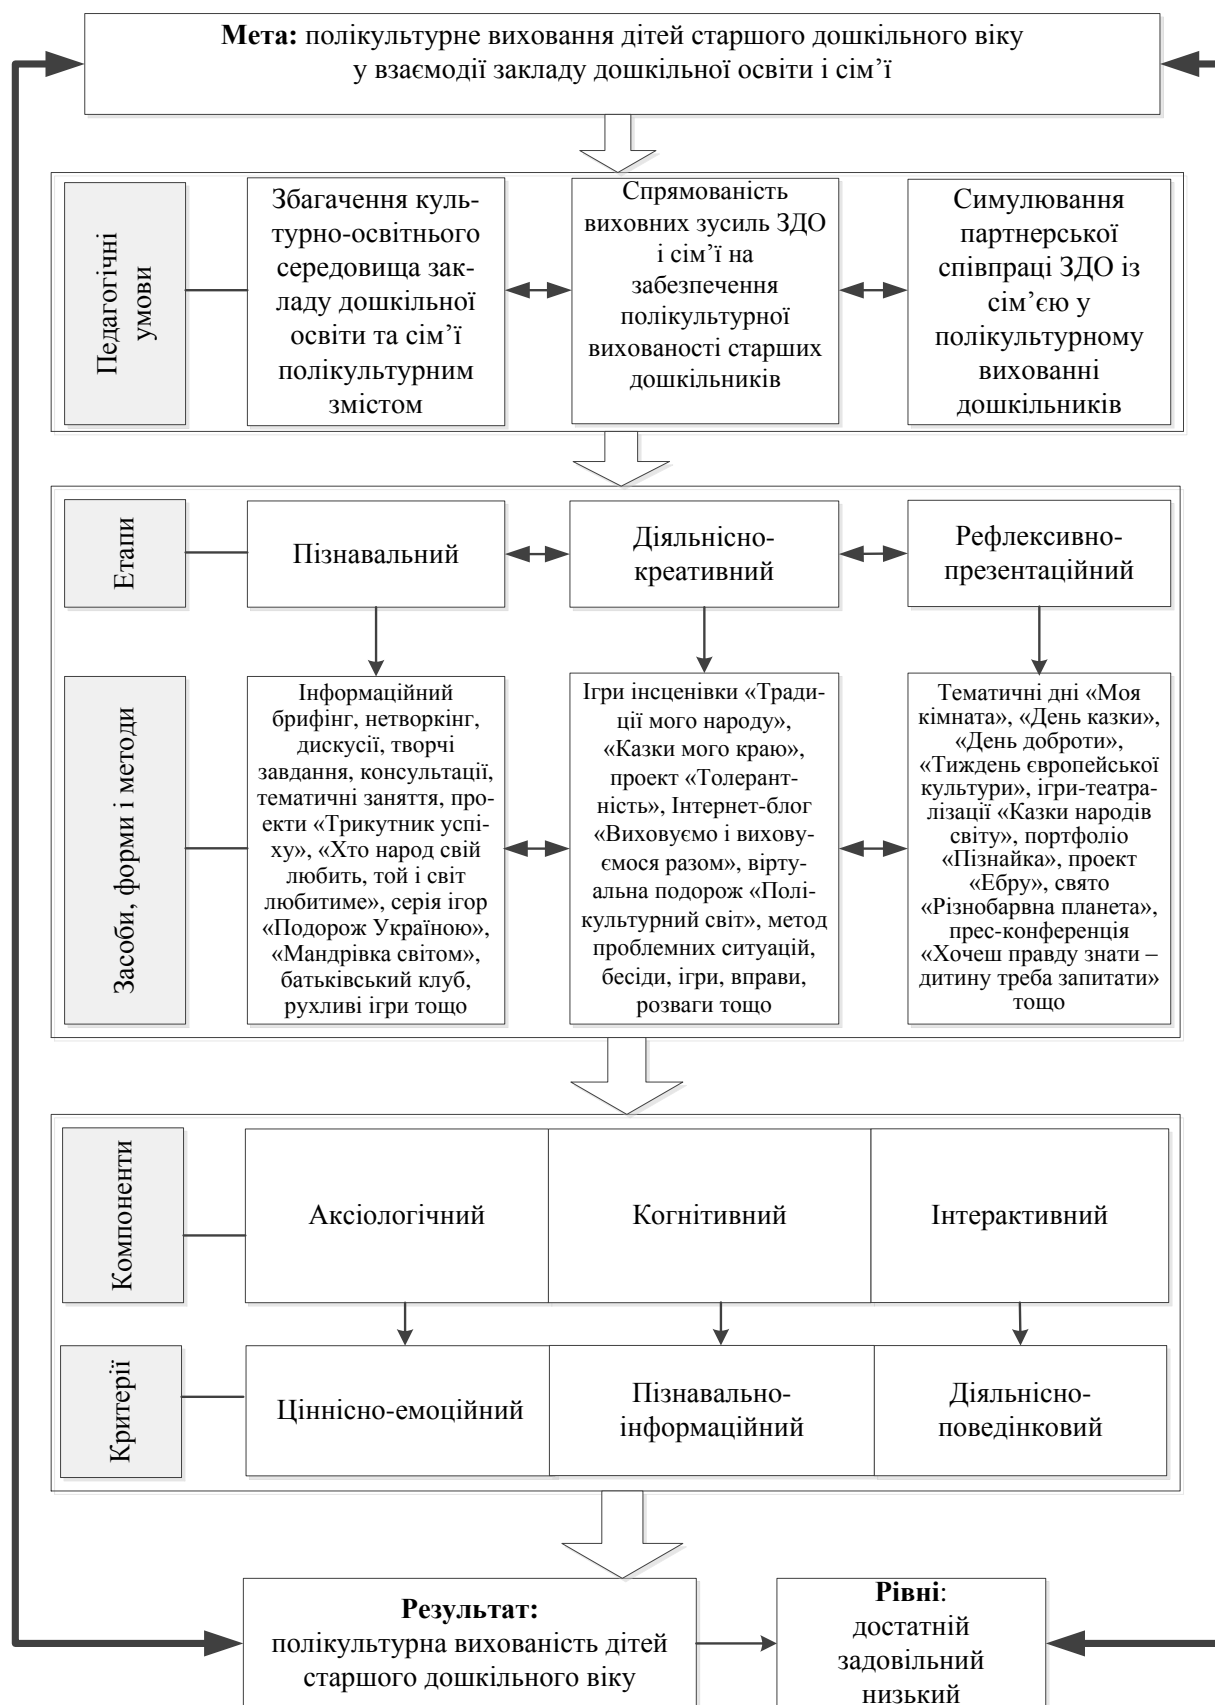 Мета: полікультурне виховання дітей старшого дошкільного віку
у взаємодії закладу дошкільної освіти і сім’ї
Педагогічні
умови
Збагачення куль-
турно-освітнього
середовища зак-
ладу дошкільної
освіти та сім’ї
полікультурним
змістом
Спрямованість
виховних зусиль ЗДО
і сім’ї на
забезпечення
полікультурної
вихованості старших
дошкільників
Симулювання
партнерської
співпраці ЗДО із
сім’єю у
полікультурному
вихованні
дошкільників
Етапи
Пізнавальний
Діяльнісно-
креативний
Рефлексивно-
презентаційний
Засоби, форми і методи
Інформаційний
брифінг, нетворкінг,
дискусії, творчі
завдання, консультації,
тематичні заняття, про-
екти «Трикутник успі-
ху», «Хто народ свій
любить, той і світ
любитиме», серія ігор
«Подорож Україною»,
«Мандрівка світом»,
батьківський клуб,
рухливі ігри тощо
Ігри інсценівки «Тради-
ції мого народу»,
«Казки мого краю»,
проект «Толерант-
ність», Інтернет-блог
«Виховуємо і вихову-
ємося разом», вірту-
альна подорож «Полі-
культурний світ», метод
проблемних ситуацій,
бесіди, ігри, вправи,
розваги тощо
Тематичні дні «Моя
кімната», «День казки»,
«День доброти»,
«Тиждень європейської
культури», ігри-театра-
лізації «Казки народів
світу», портфоліо
«Пізнайка», проект
«Ебру», свято
«Різнобарвна планета»,
прес-конференція
«Хочеш правду знати –
дитину треба запитати»
тощо
Компоненти
Аксіологічний
Когнітивний
Інтерактивний
Критерії
Ціннісно-емоційний
Пізнавально-
інформаційний
Діяльнісно-
поведінковий
Результат:
полікультурна вихованість дітей
старшого дошкільного віку
Рівні:
достатній
задовільний
низький